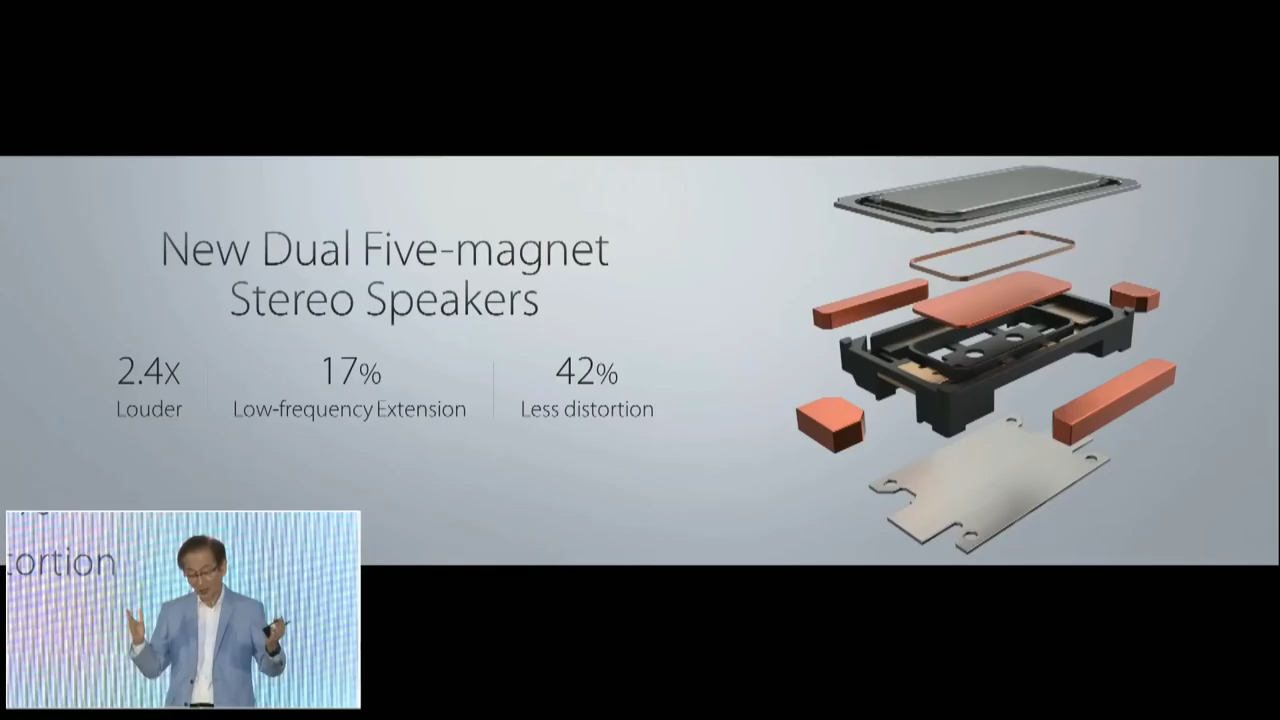 New Dual Five-magnet
Stereo Speakers
2.4x 17% 42%
Louder Low-frequency Extension Less distortion
tortion